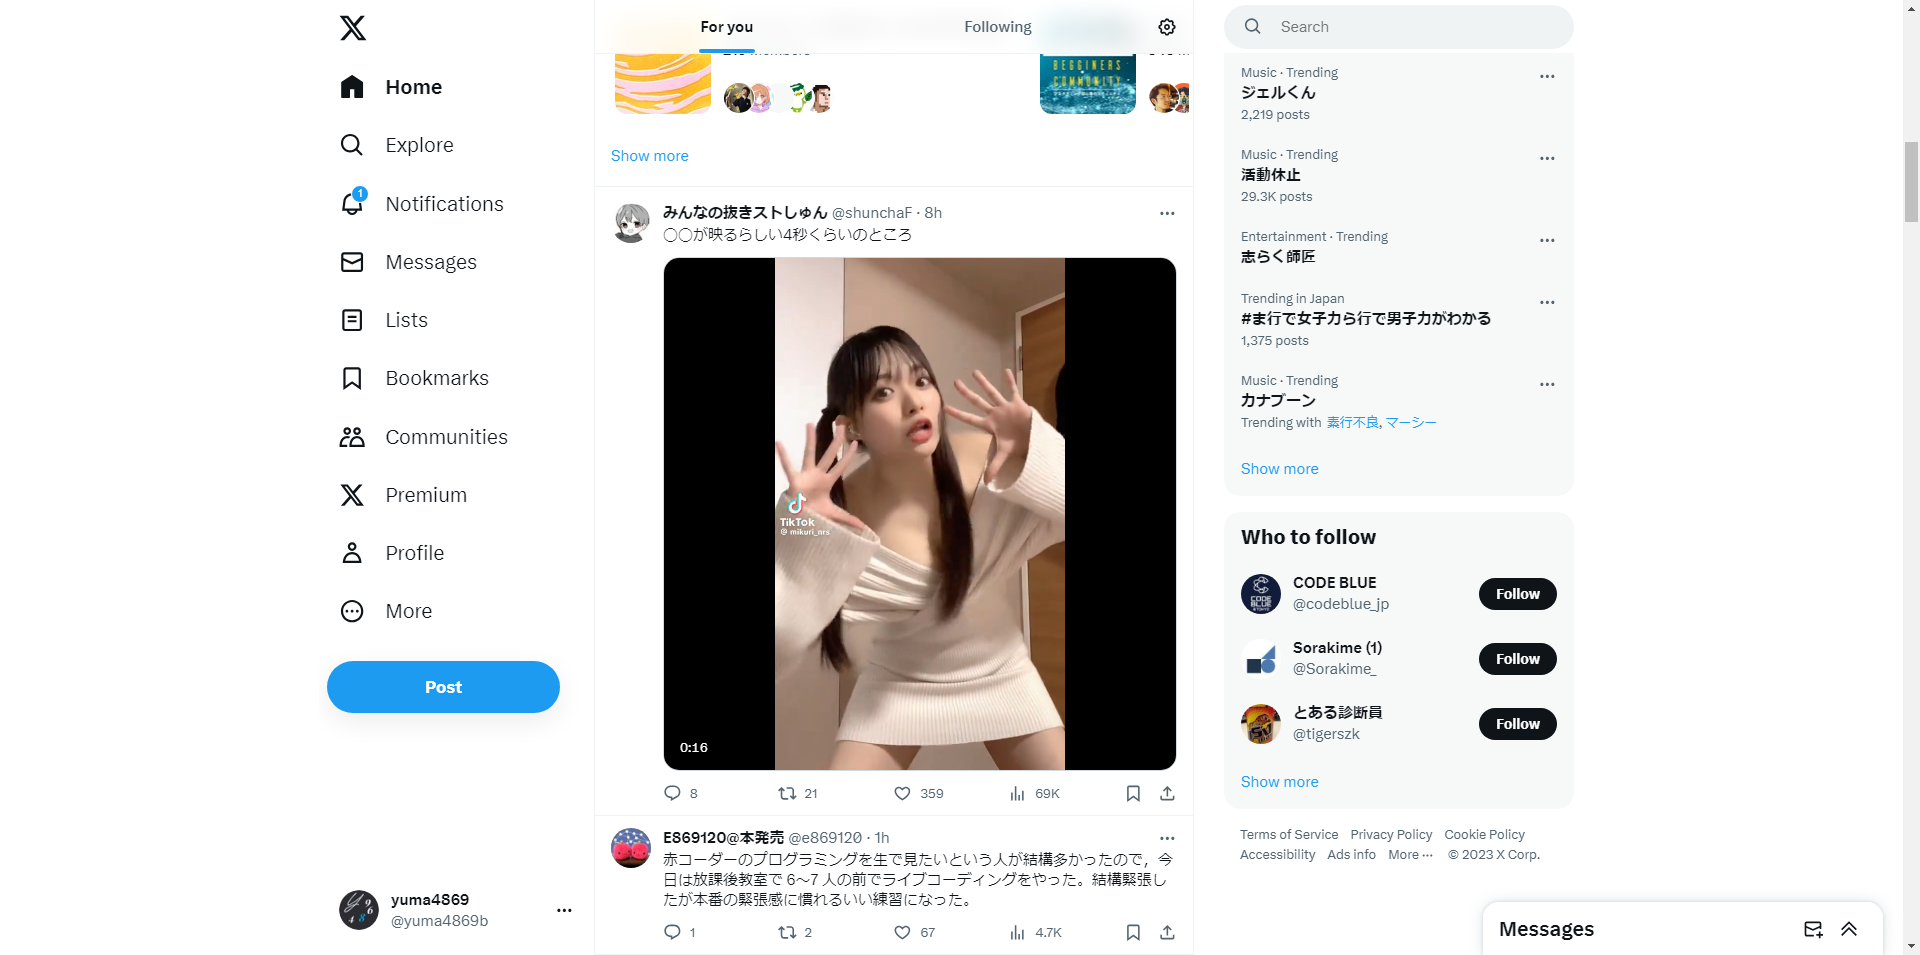 Home
Explore
1
Notifications
Messages
Lists
Bookmarks
Communities
Premium
Profile
More
Post
yuma4869
@yuma4869b
For you
Following
BEGGINERS
COMMUNITY
Show more
みんなの抜きストしゅん @shunchaF · 8h
○○が映るらしい4秒くらいのところ
TikTok
@ mikuri_nrs
0:16
8
21
359
69K
E869120@本発売 @e869120 · 1h
赤コーダーのプログラミングを生で見たいという人が結構多かったので，今
日は放課後教室で 6～7 人の前でライブコーディングをやった。結構緊張し
たが本番の緊張感に慣れるいい練習になった。
1
2
67
4.7K
Search
Music · Trending
ジェルくん
2,219 posts
Music · Trending
活動休止
29.3K posts
Entertainment · Trending
志らく師匠
Trending in Japan
#ま行で女子力ら行で男子力がわかる
1,375 posts
Music · Trending
カナブーン
Trending with 素行不良, マーシー
Show more
Who to follow
CODE BLUE
@codeblue_jp
Follow
Sorakime (1)
@Sorakime_
Follow
とある診断員
@tigerszk
Follow
Show more
Terms of Service Privacy Policy Cookie Policy
Accessibility Ads info More ··· © 2023 X Corp.
Messages